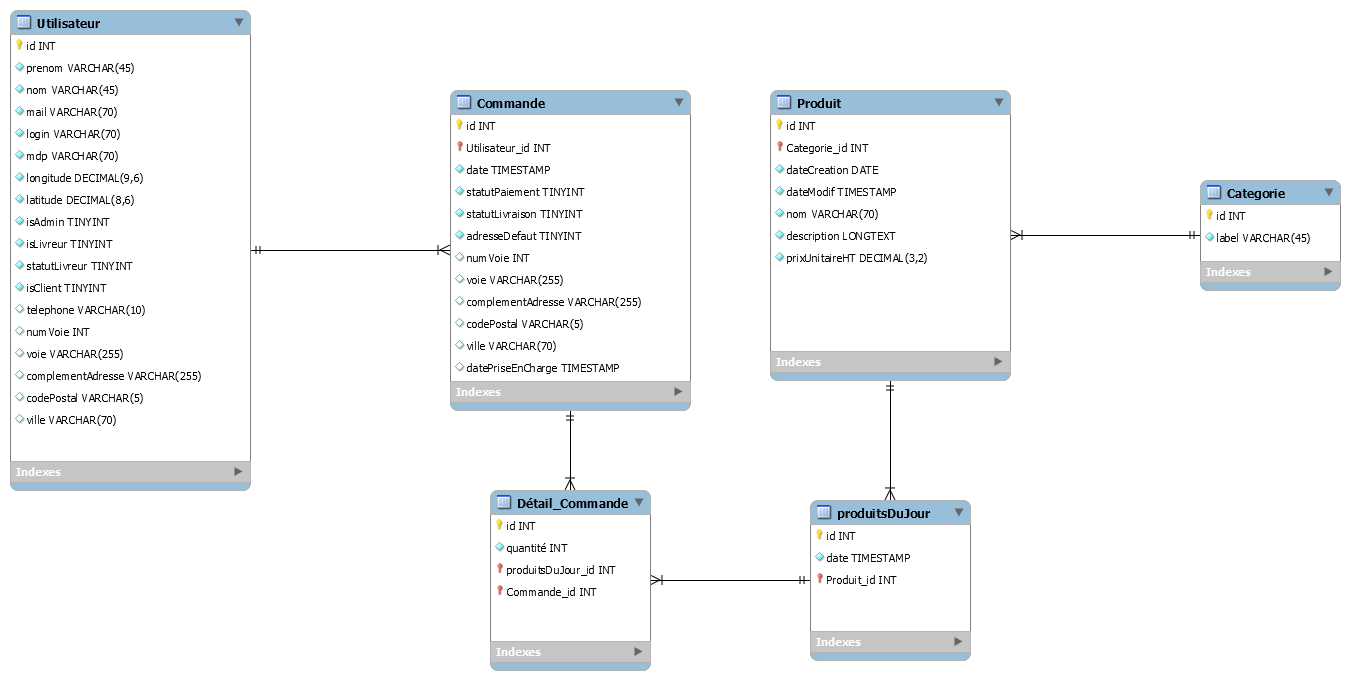 Utilisateur
id INT
prenom VARCHAR(45)
nom VARCHAR(45)
mail VARCHAR(70)
login VARCHAR(70)
mdp VARCHAR(70)
longitude DECIMAL(9,6)
latitude DECIMAL(8,6)
isAdmin TINYINT
isLivreur TINYINT
statutLivreur TINYINT
isClient TINYINT
telephone VARCHAR(10)
numVoie INT
voie VARCHAR(255)
complementAdresse VARCHAR(255)
codePostal VARCHAR(5)
ville VARCHAR(70)
Indexes
Commande
id INT
Utilisateur_id INT
date TIMESTAMP
statutPaiement TINYINT
statutLivraison TINYINT
adresseDefaut TINYINT
numVoie INT
voie VARCHAR(255)
complementAdresse VARCHAR(255)
codePostal VARCHAR(5)
ville VARCHAR(70)
datePriseEnCharge TIMESTAMP
Indexes
Produit
id INT
Categorie_id INT
dateCreation DATE
dateModif TIMESTAMP
nom VARCHAR(70)
description LONGTEXT
prixUnitaireHT DECIMAL(3,2)
Indexes
Categorie
id INT
label VARCHAR(45)
Indexes
Détail_Commande
id INT
quantité INT
produitsDuJour_id INT
Commande_id INT
Indexes
produitsDuJour
id INT
date TIMESTAMP
Produit_id INT
Indexes